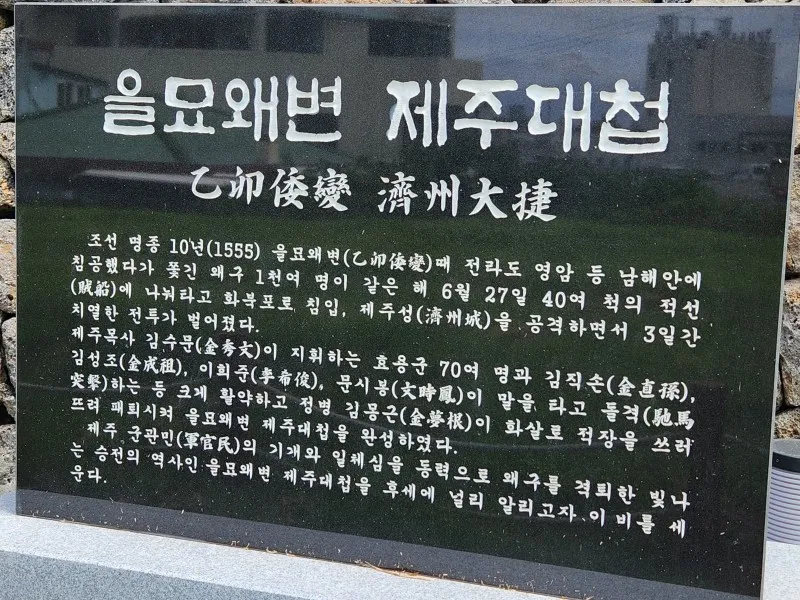 을묘왜변 제주대첩
乙卯倭變 濟州大捷
조선 명종 10년(1555) 을묘왜변(乙卯倭變)때 전라도 영암 등 남해안에
침공했다가 쫓긴 왜구 1천여 명이 같은 해 6월 27일 40여 척의 적선
(賊船)에 나눠타고 화북포로 침입, 제주성(濟州城)을 공격하면서 3일간
치열한 전투가 벌어졌다.
제주목사 김수문(金秀文)이 지휘하는 효용군 70여 명과 김직손(金直孫),
김성조(金成祖), 이희준(李希俊), 문시봉(文時鳳)이 말을 타고 돌격(馳馬
突擊)하는 등 크게 활약하고 정병 김몽근(金夢根)이 화살로 적장을 쓰러
뜨려 패퇴시켜 을묘왜변 제주대첩을 완성하였다.
제주 군관민(軍官民)의 기개와 일체심을 동력으로 왜구를 격퇴한 빛나
는 승전의 역사인 을묘왜변 제주대첩을 후세에 널리 알리고자 이 비를 세
운다.